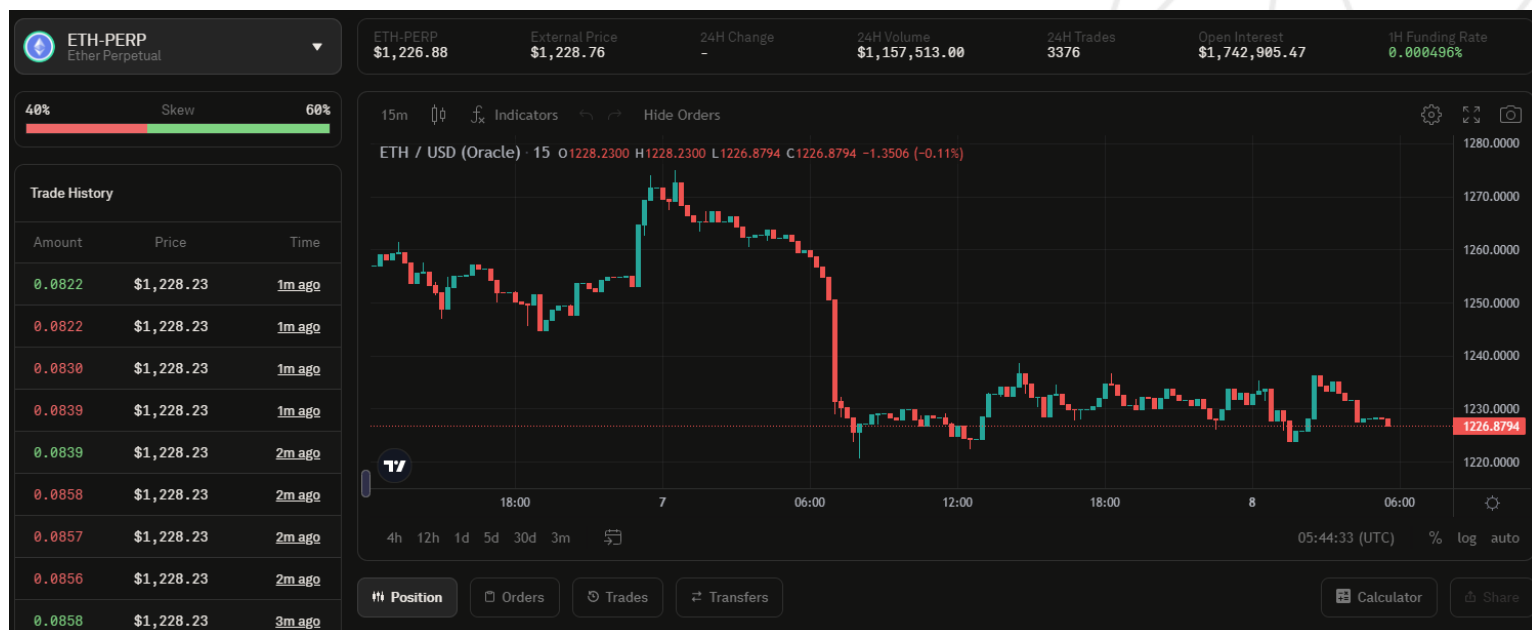 ETH-PERP
Ether Perpetual
ETH-PERP External Price 24H Change 24H Volume 24H Trades Open Interest 1H Funding Rate
$1,226.88 $1,228.76 - $1,157,513.00 3376 $1,742,905.47 0.000496%
40% Skew 60%
Trade History
Amount Price Time
0.0822 $1,228.23 1m ago
0.0822 $1,228.23 1m ago
0.0830 $1,228.23 1m ago
0.0839 $1,228.23 1m ago
0.0839 $1,228.23 2m ago
0.0858 $1,228.23 2m ago
0.0857 $1,228.23 2m ago
0.0856 $1,228.23 2m ago
0.0858 $1,228.23 3m ago
15m Indicators Hide Orders
ETH / USD (Oracle) · 15 O1228.2300 H1228.2300 L1226.8794 C1226.8794 −1.3506 (−0.11%)
1280.0000
1270.0000
1260.0000
1250.0000
1240.0000
1230.0000
1226.8794
1220.0000
18:00 7 06:00 12:00 18:00 8 06:00
4h 12h 1d 5d 30d 3m 05:44:33 (UTC) % log auto
Position Orders Trades Transfers Calculator Share